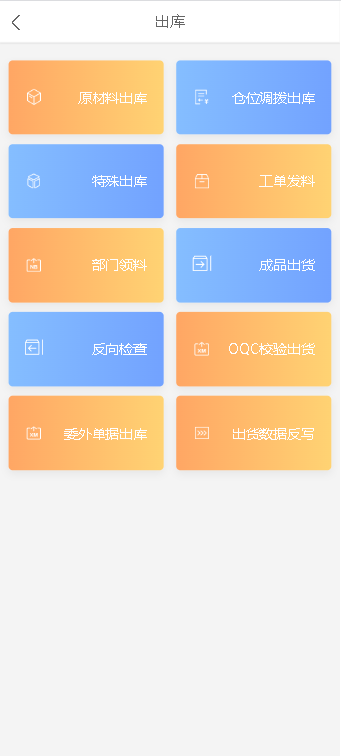 出库
原材料出库
仓位调拨出库
特殊出库
工单发料
部门领料
成品出货
反向检查
OQC校验出货
委外单据出库
出货数据反写